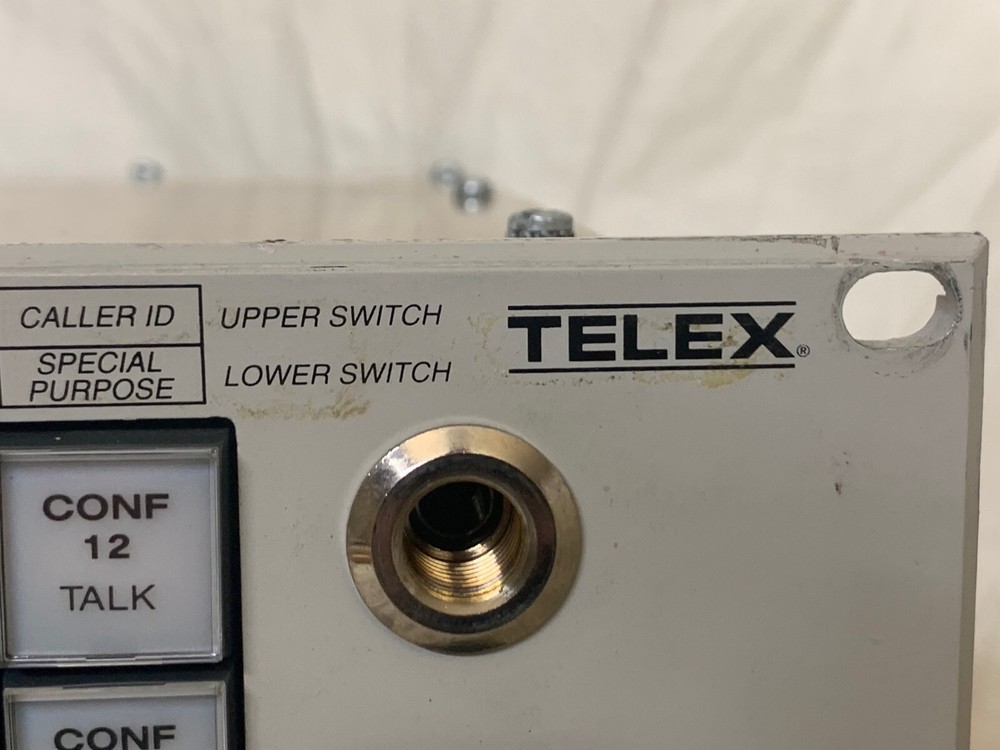 CALLER ID
UPPER SWITCH
SPECIAL
PURPOSE
LOWER SWITCH
TELEX®
CONF
12
TALK
CONF